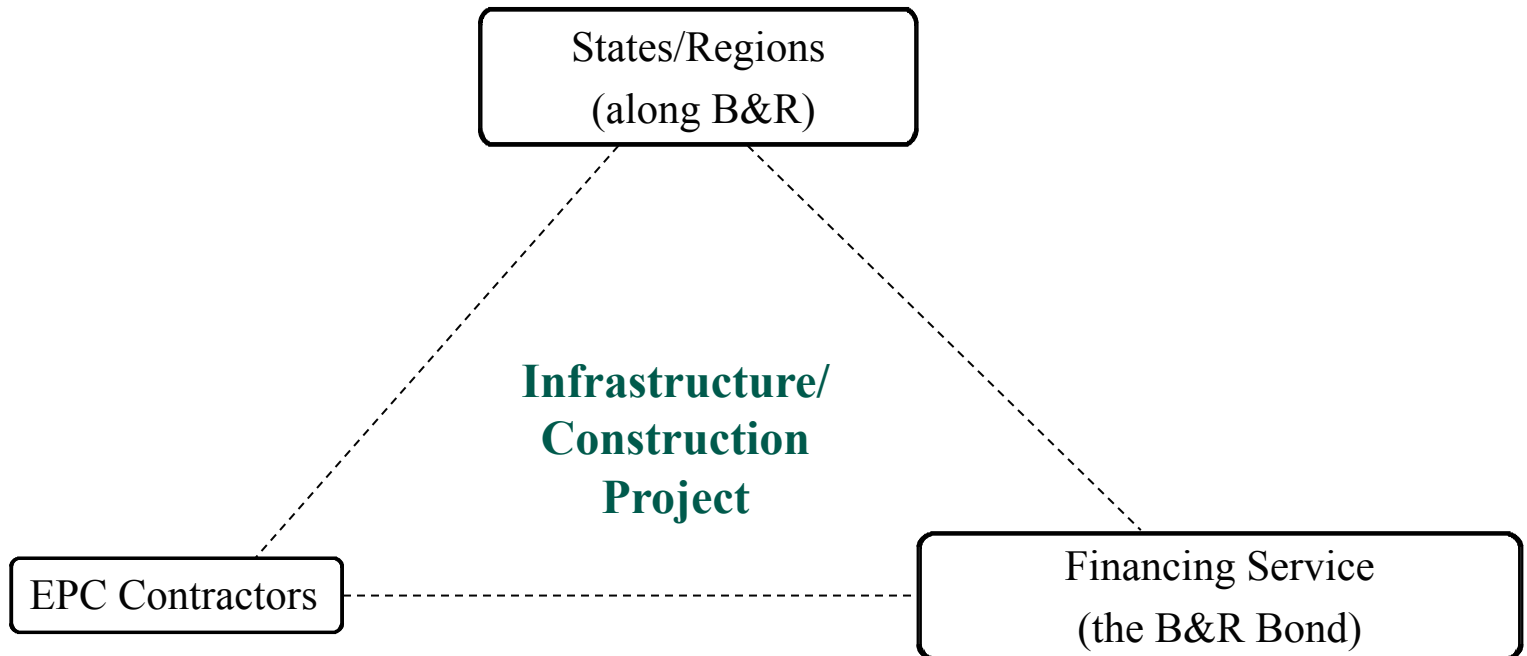 States/Regions
(along B&R)
Infrastructure/
Construction
Project
EPC Contractors
Financing Service
(the B&R Bond)